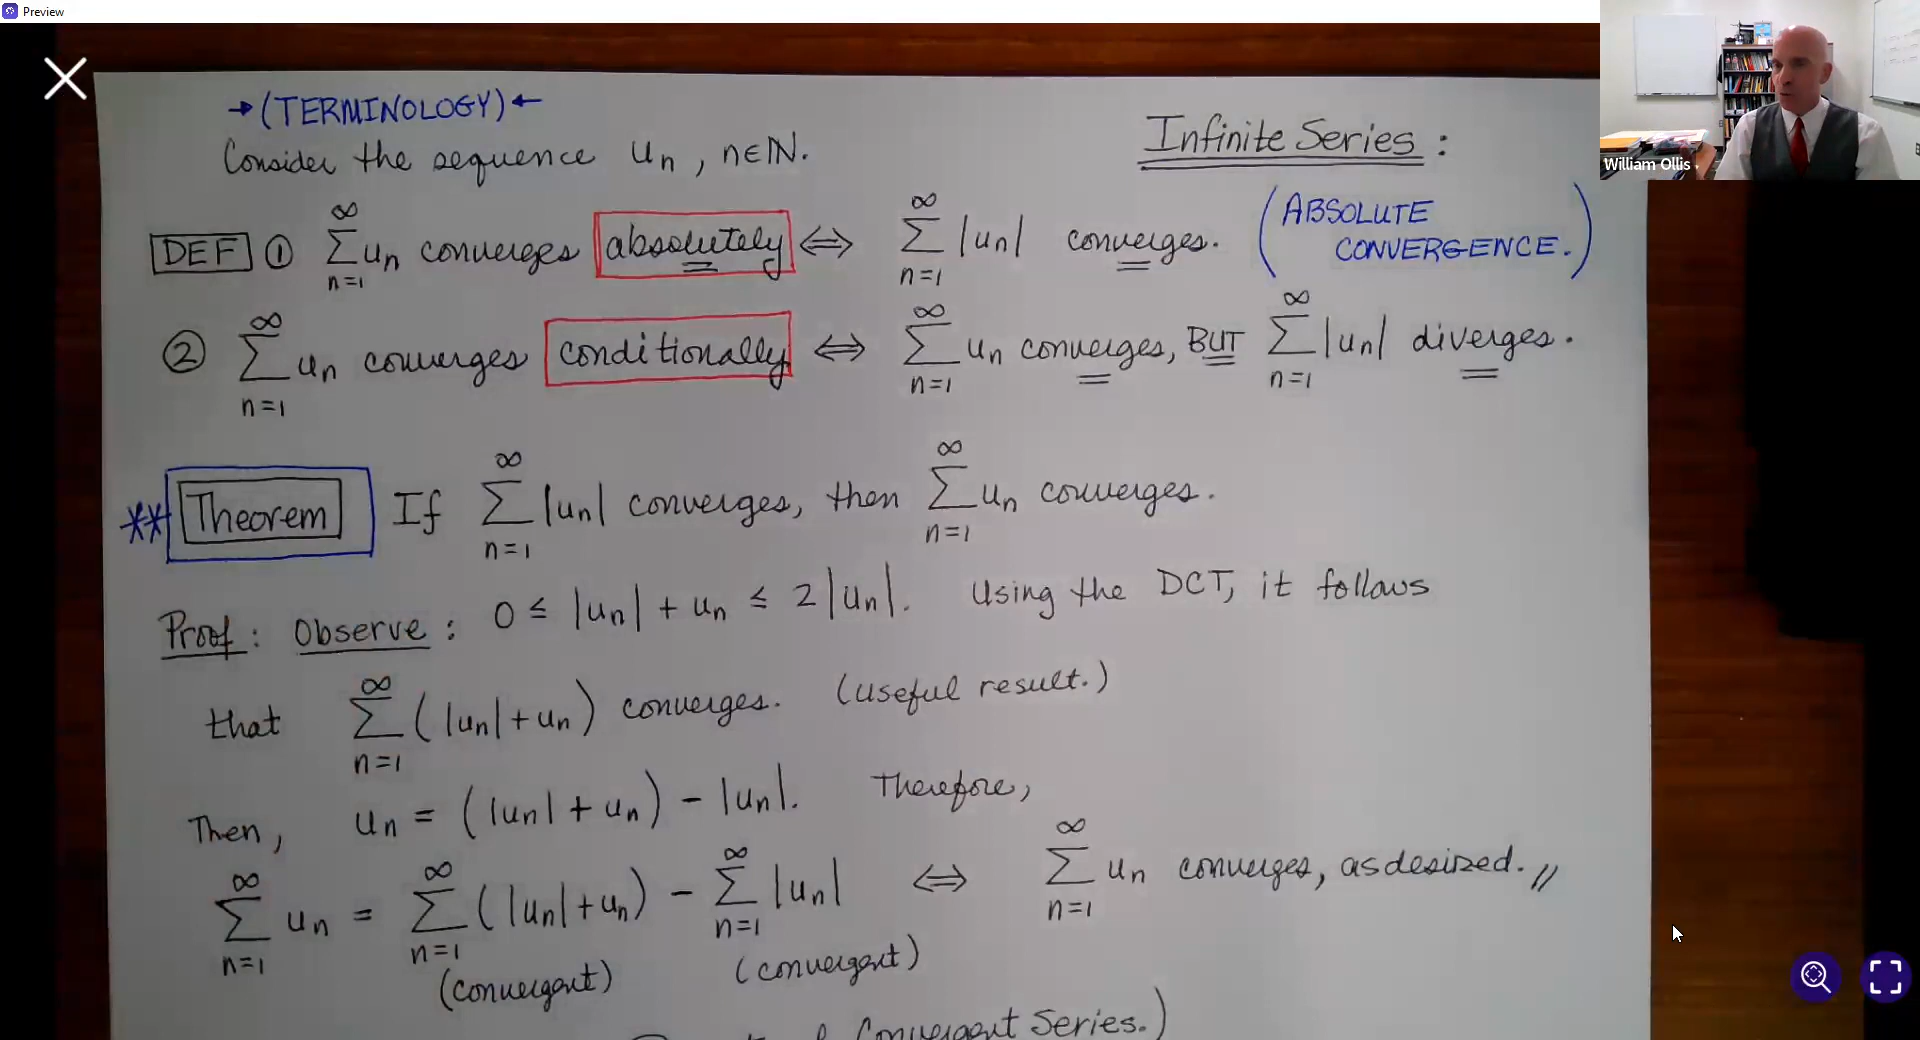 Preview
William Ollis
→(TERMINOLOGY)←
Consider the sequence uₙ, n∈ℕ.
Infinite Series:
(ABSOLUTE CONVERGENCE.)
DEF ① ∑_{n=1}^{∞} uₙ converges absolutely ⇔ ∑_{n=1}^{∞} |uₙ| converges.
② ∑_{n=1}^{∞} uₙ converges conditionally ⇔ ∑_{n=1}^{∞} uₙ converges, BUT ∑_{n=1}^{∞} |uₙ| diverges.
** Theorem If ∑_{n=1}^{∞} |uₙ| converges, then ∑_{n=1}^{∞} uₙ converges.
Proof: Observe: 0 ≤ |uₙ| + uₙ ≤ 2|uₙ|. Using the DCT, it follows
that ∑_{n=1}^{∞} (|uₙ| + uₙ) converges. (useful result.)
Then, uₙ = (|uₙ| + uₙ) − |uₙ|. Therefore,
∑_{n=1}^{∞} uₙ = ∑_{n=1}^{∞} (|uₙ| + uₙ) − ∑_{n=1}^{∞} |uₙ| ⇔ ∑_{n=1}^{∞} uₙ converges, as desired. //
(convergent) (convergent)
Convergent Series.)